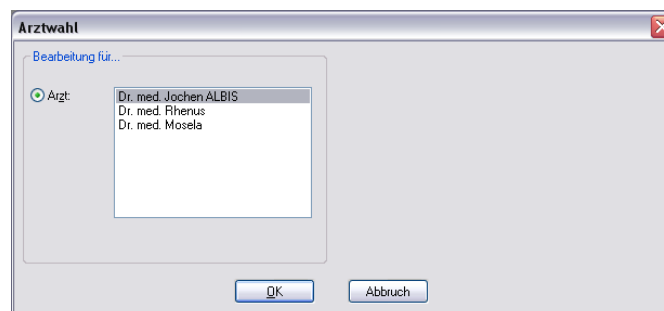 Arztwahl
Bearbeitung für...
Arzt:
Dr. med. Jochen ALBIS
Dr. med. Rhenus
Dr. med. Mosela
OK
Abbruch